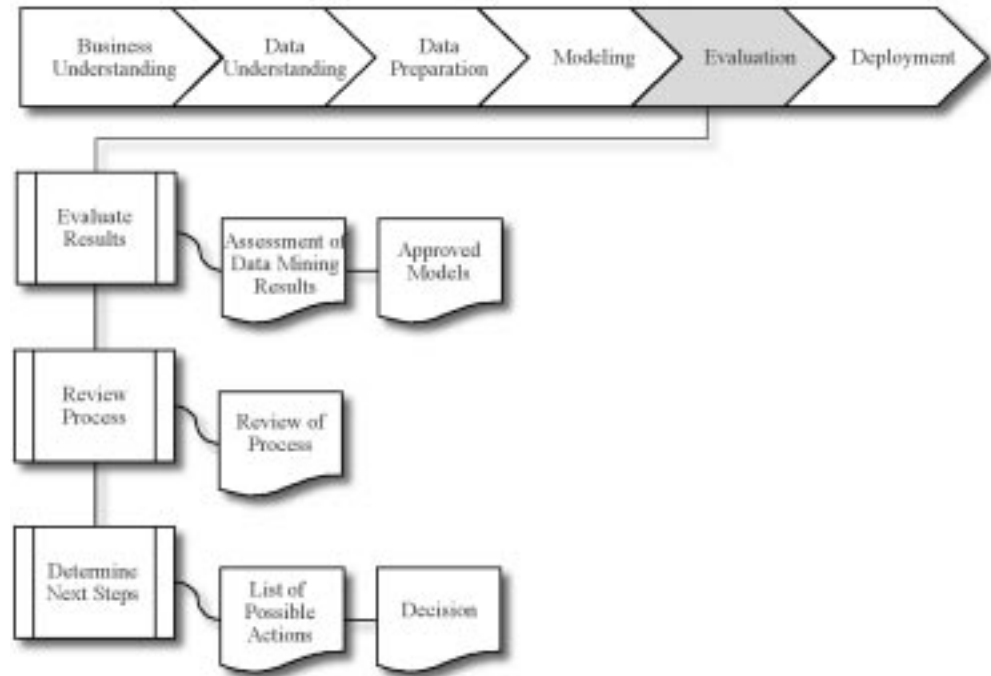 Business
Understanding
Data
Understanding
Data
Preparation
Modeling
Evaluation
Deployment
Evaluate
Results
Assessment of
Data Mining
Results
Approved
Models
Review
Process
Review of
Process
Determine
Next Steps
List of
Possible
Actions
Decision